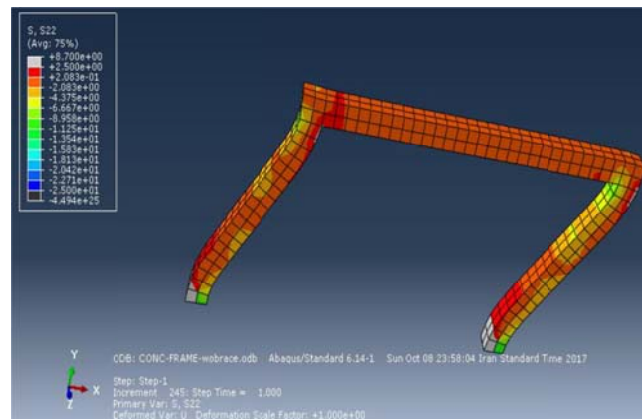 S, S22
(Avg: 75%)
+8.700e+00
+2.500e+00
+2.083e-01
-2.083e+00
-4.375e+00
-6.667e+00
-8.958e+00
-1.125e+01
-1.583e+01
-1.813e+01
-2.042e+01
-2.271e+01
-2.500e+01
-4.494e+25
Y
X
Z
ODB: CONC-FRAME-wobrace.odb Abaqus/Standard 6.14-1 Sun Oct 08 23:58:04 Iran Standard Time 2017
Step: Step-1
Increment 245: Step Time = 1.000
Primary Var: S, S22
Deformed Var: U Deformation Scale Factor: +1.000e+00